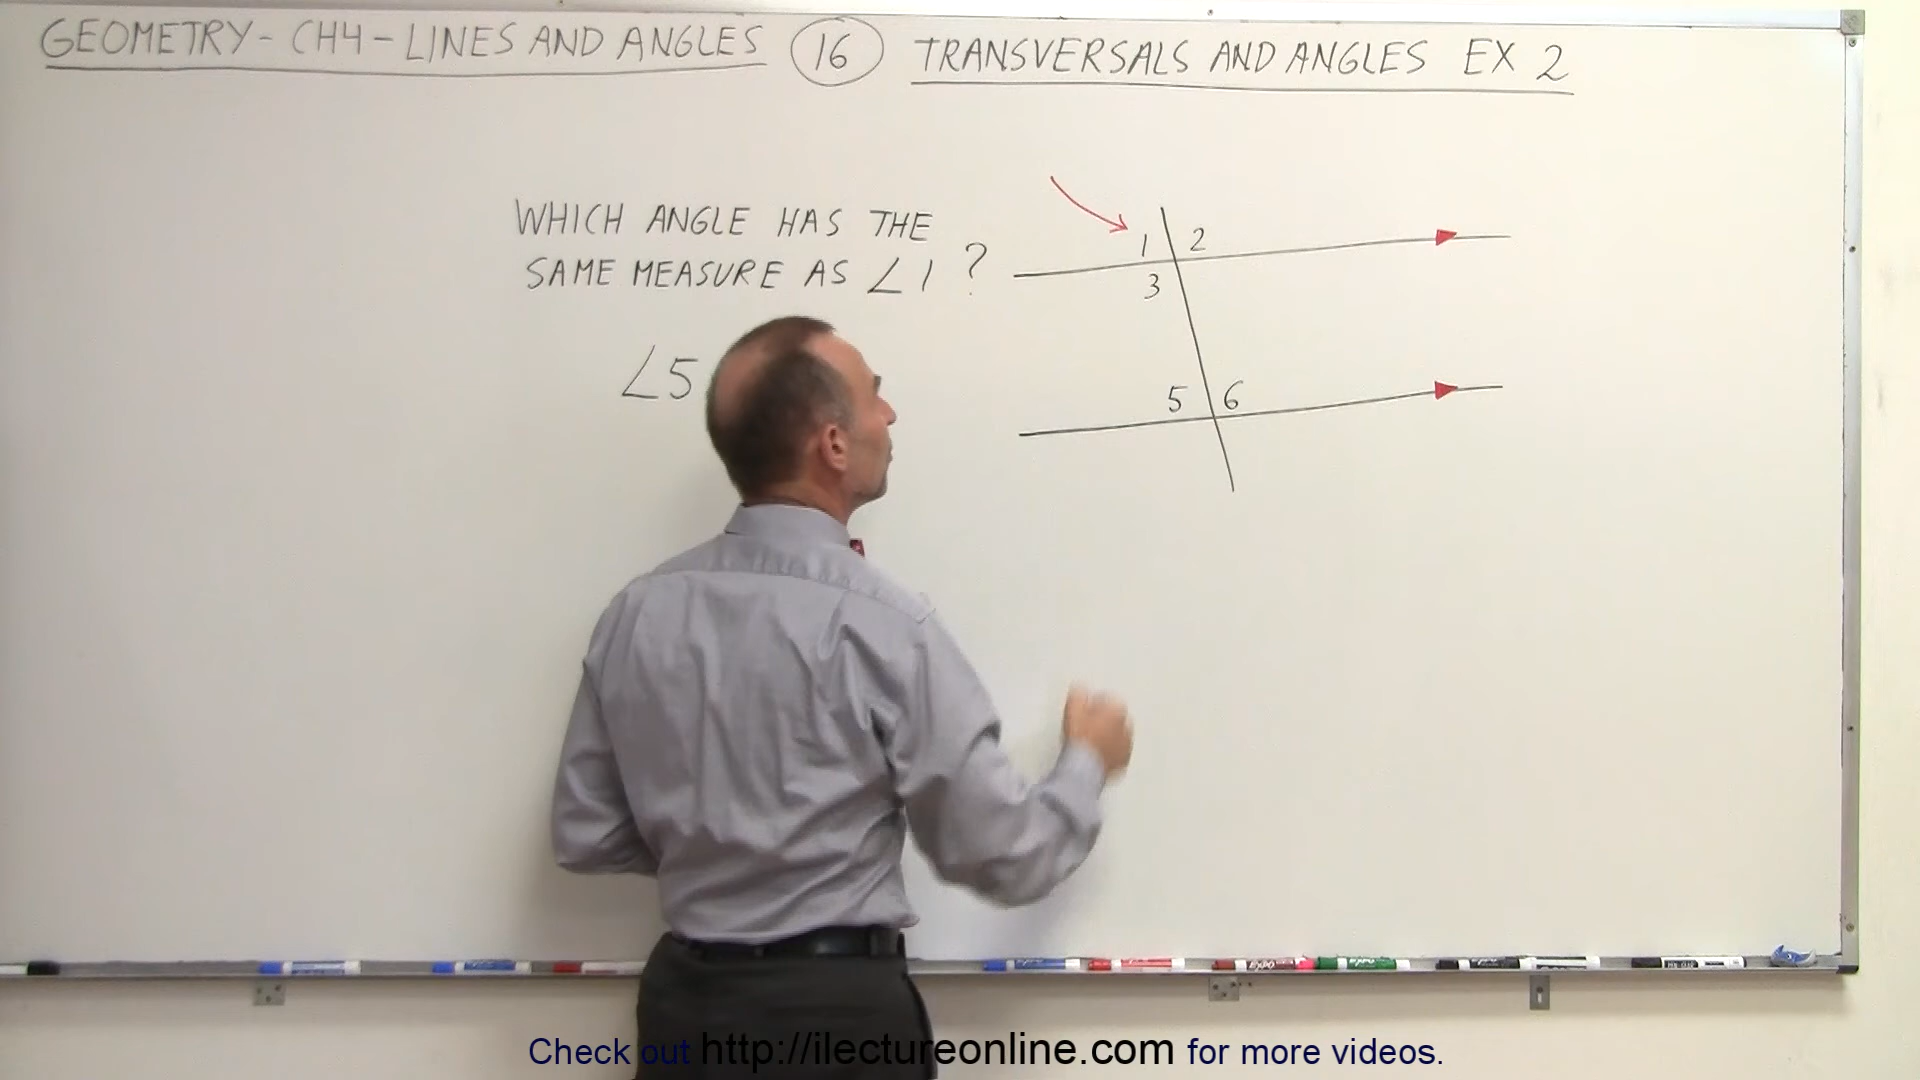 GEOMETRY - CH4 - LINES AND ANGLES 16 TRANSVERSALS AND ANGLES EX 2
WHICH ANGLE HAS THE
SAME MEASURE AS ∠1 ?
∠5
1 2
3
5 6
Check out http://ilectureonline.com for more videos.